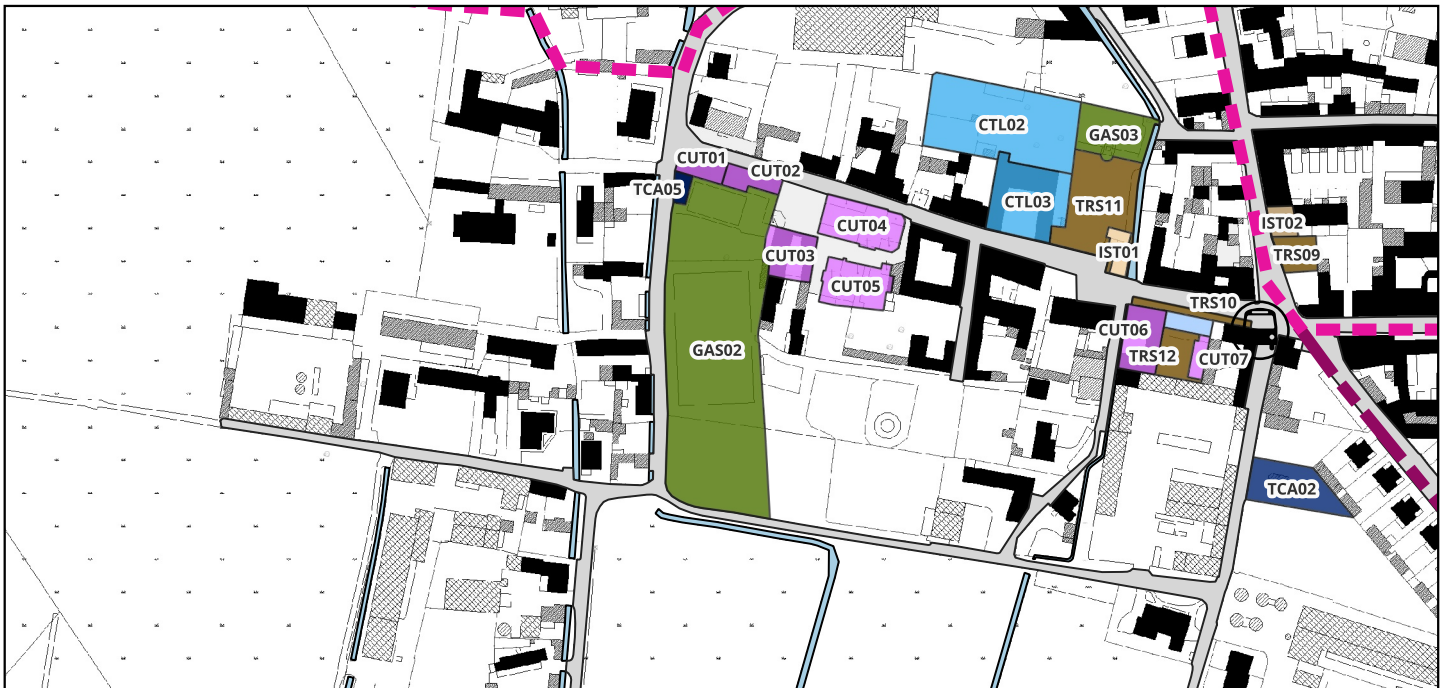 CTL02
GAS03
CUT01
CUT02
TCA05
CTL03
TRS11
CUT04
IST02
CUT03
IST01
TRS09
CUT05
TRS10
CUT06
GAS02
TRS12
CUT07
TCA02